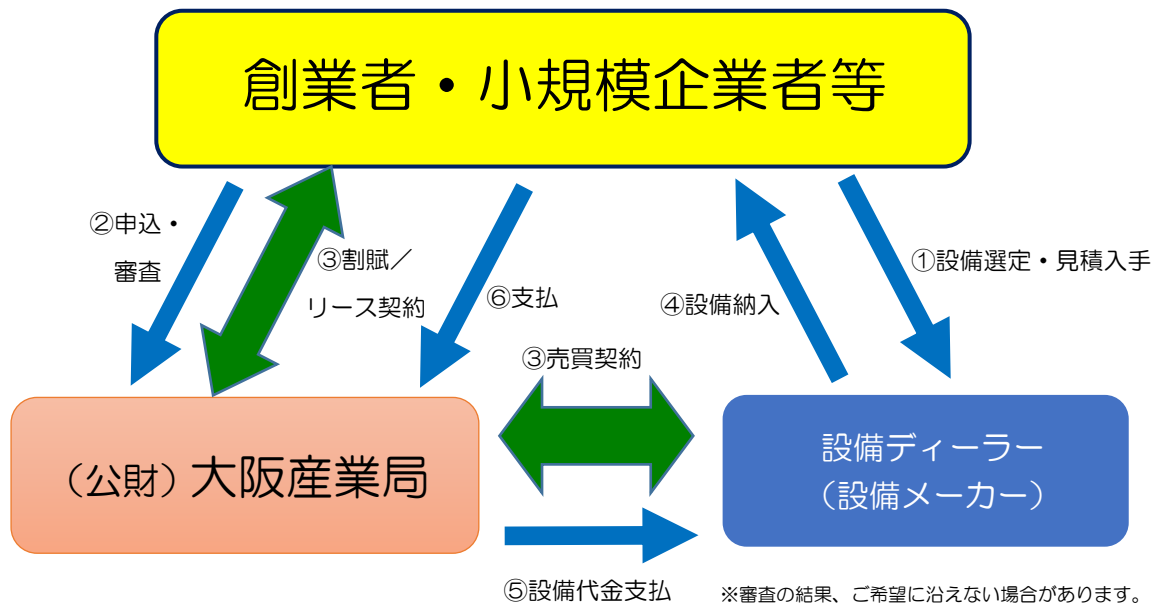 創業者・小規模企業者等
②申込・
審査
③割賦／
リース契約
⑥支払
④設備納入
①設備選定・見積入手
③売買契約
（公財）大阪産業局
設備ディーラー
（設備メーカー）
⑤設備代金支払
※審査の結果、ご希望に沿えない場合があります。